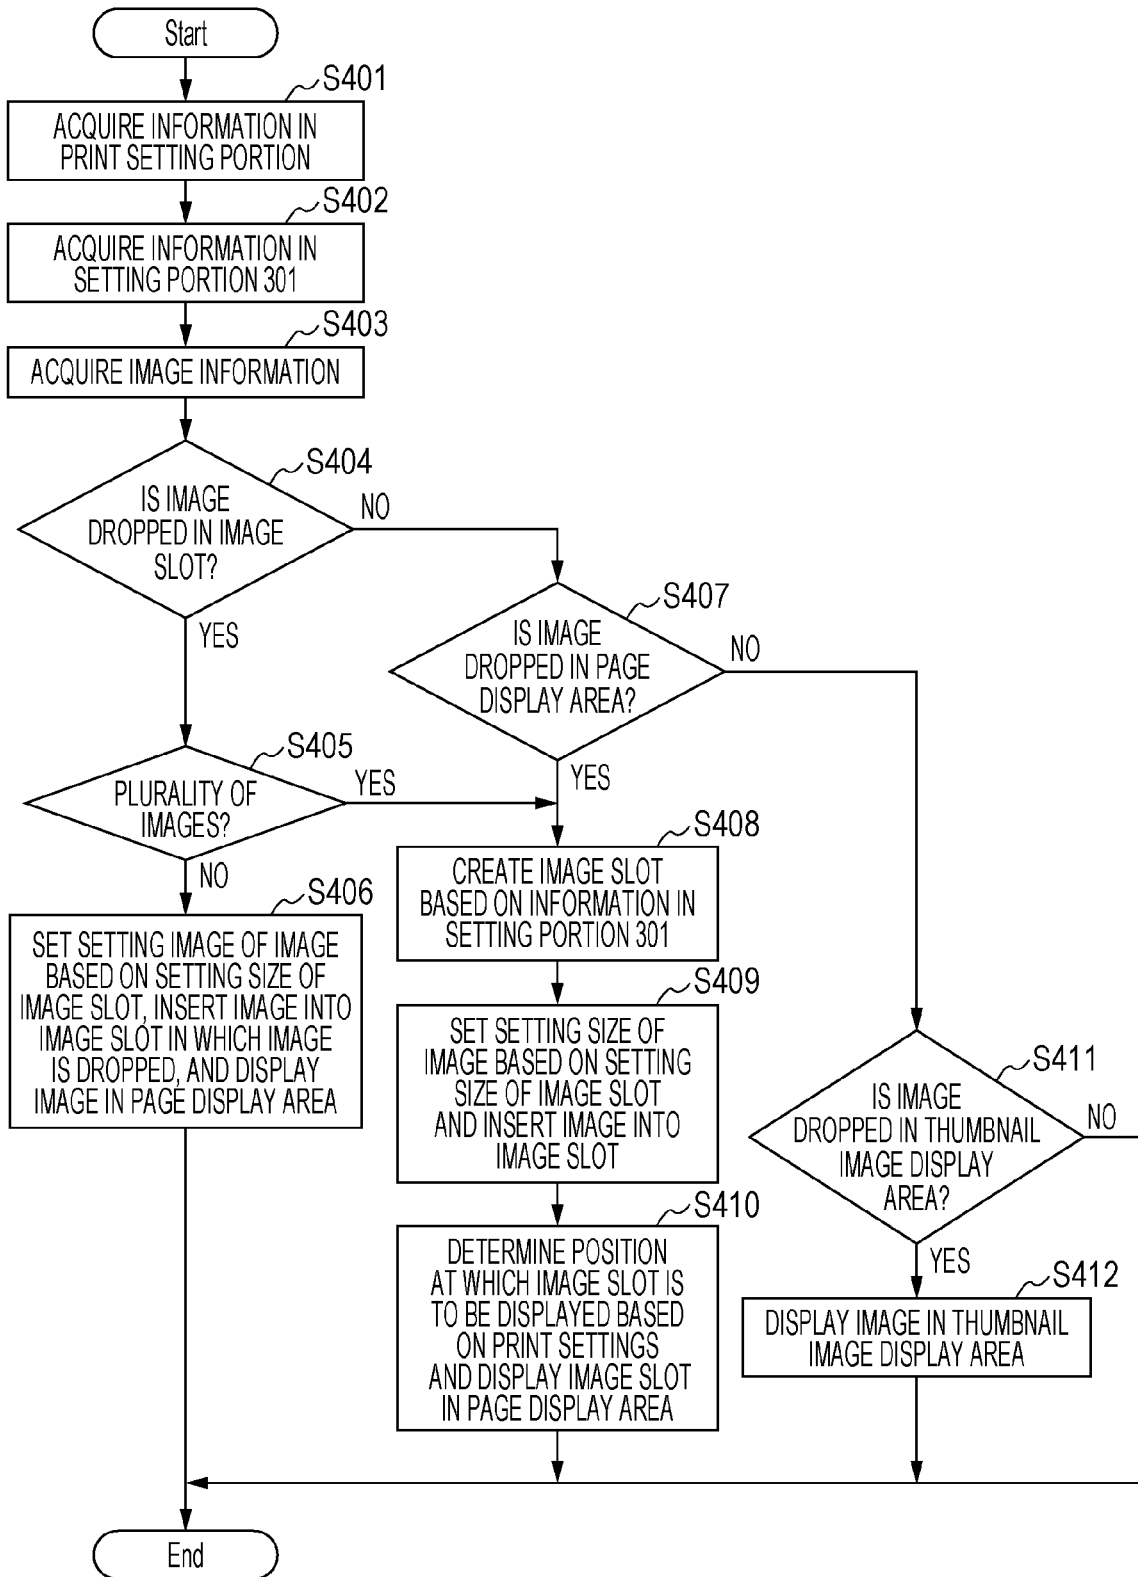 Start
S401
ACQUIRE INFORMATION IN
PRINT SETTING PORTION
S402
ACQUIRE INFORMATION IN
SETTING PORTION 301
S403
ACQUIRE IMAGE INFORMATION
S404
IS IMAGE
DROPPED IN IMAGE
SLOT?
NO
YES
S407
IS IMAGE
DROPPED IN PAGE
DISPLAY AREA?
NO
YES
S405
PLURALITY OF
IMAGES?
YES
NO
S406
SET SETTING IMAGE OF IMAGE
BASED ON SETTING SIZE OF
IMAGE SLOT, INSERT IMAGE INTO
IMAGE SLOT IN WHICH IMAGE
IS DROPPED, AND DISPLAY
IMAGE IN PAGE DISPLAY AREA
S408
CREATE IMAGE SLOT
BASED ON INFORMATION IN
SETTING PORTION 301
S409
SET SETTING SIZE OF
IMAGE BASED ON SETTING
SIZE OF IMAGE SLOT
AND INSERT IMAGE INTO
IMAGE SLOT
S410
DETERMINE POSITION
AT WHICH IMAGE SLOT IS
TO BE DISPLAYED BASED
ON PRINT SETTINGS
AND DISPLAY IMAGE SLOT
IN PAGE DISPLAY AREA
S411
IS IMAGE
DROPPED IN THUMBNAIL
IMAGE DISPLAY
AREA?
NO
YES
S412
DISPLAY IMAGE IN THUMBNAIL
IMAGE DISPLAY AREA
End